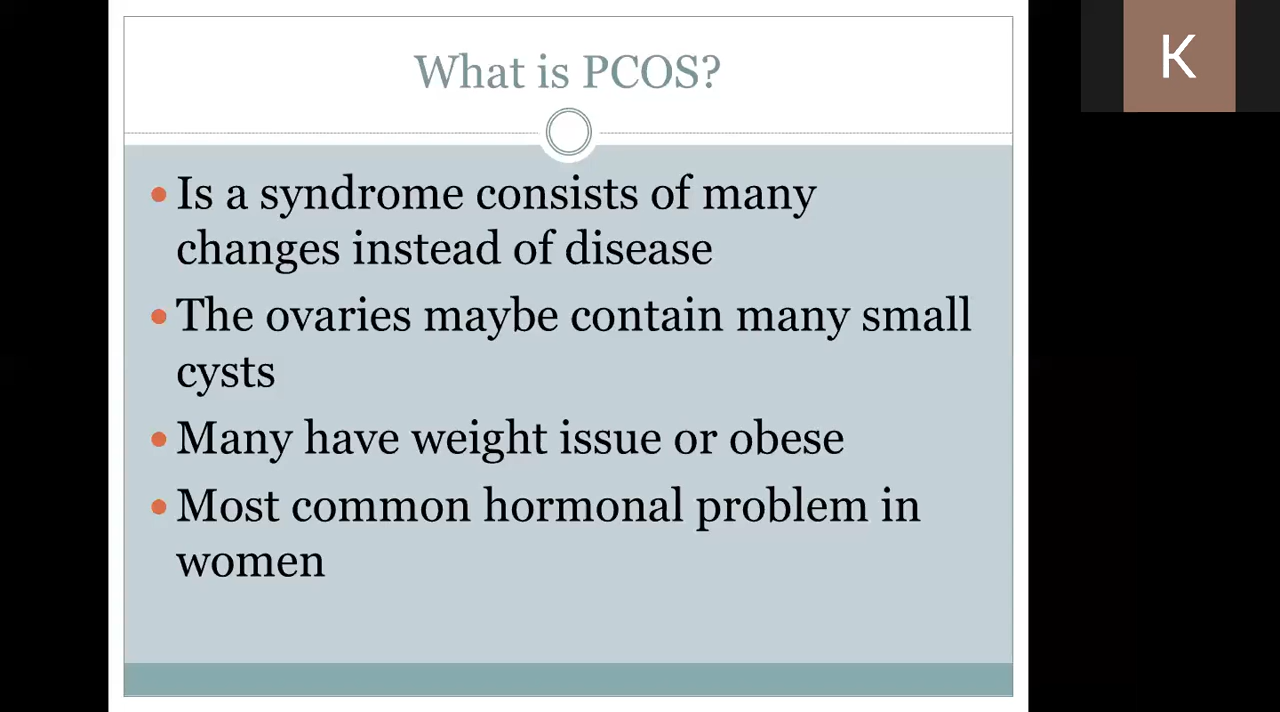 What is PCOS?
K
• Is a syndrome consists of many
changes instead of disease
• The ovaries maybe contain many small
cysts
• Many have weight issue or obese
• Most common hormonal problem in
women